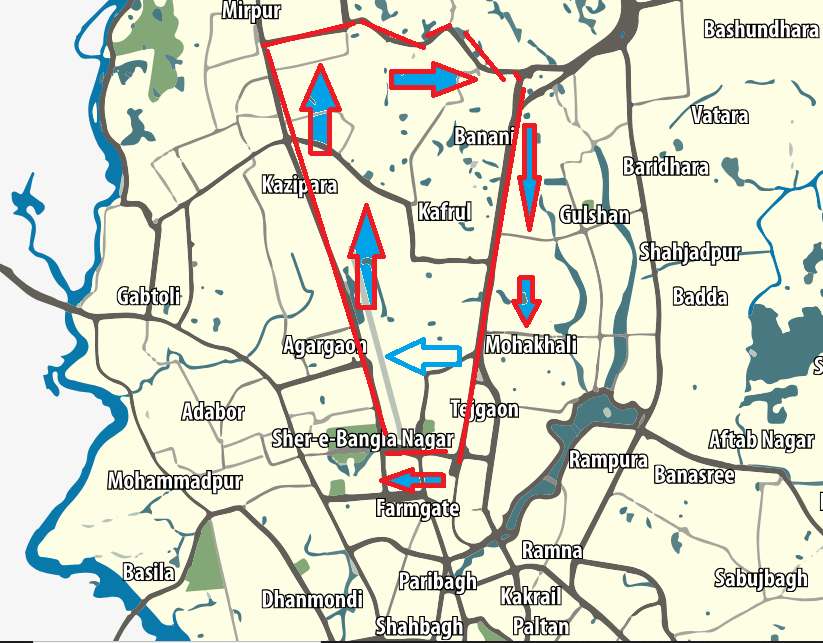 Mirpur
Bashundhara
Vatara
Banani
Baridhara
Kazipara
Kafrul
Gulshan
Shahjadpur
Gabtoli
Badda
Agargaon
Mohakhali
Adabor
Tejgaon
Sher-e-Bangla Nagar
Aftab Nagar
Rampura
Banasree
Mohammadpur
Farmgate
Ramna
Basila
Paribagh
Sabujbagh
Dhanmondi
Kakrail
Shahbagh
Paltan